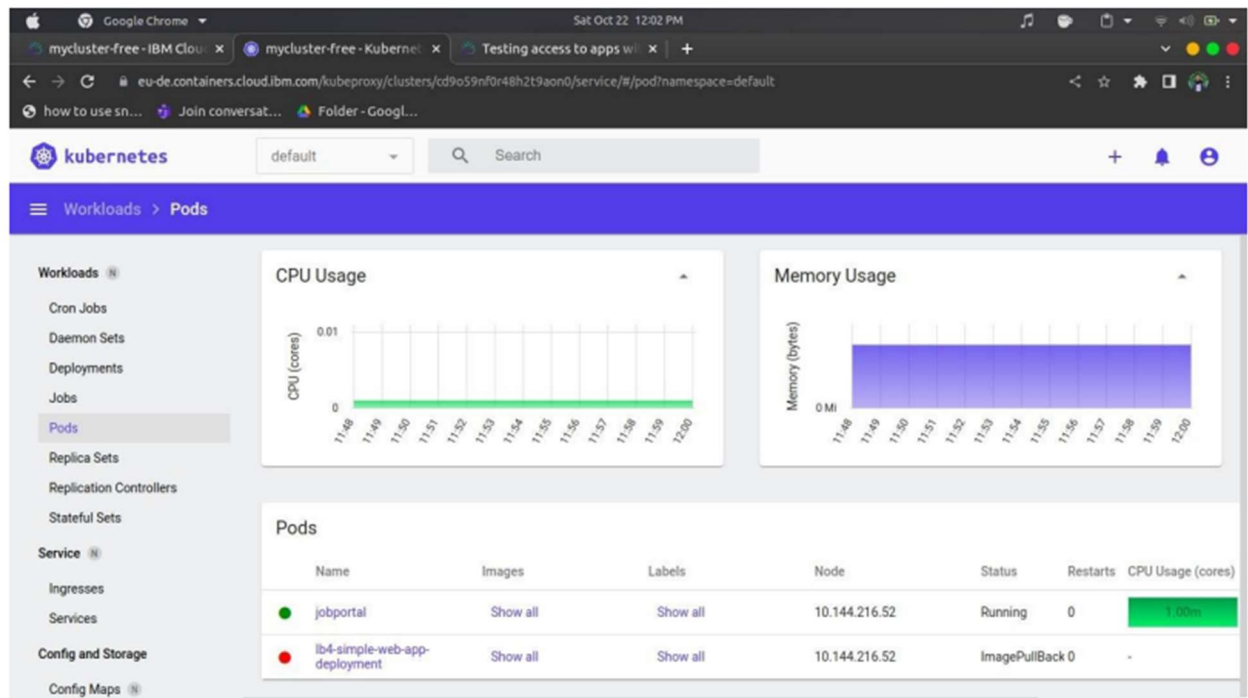 Google Chrome
Sat Oct 22 12:02 PM
mycluster-free - IBM Clou
mycluster-free - Kubernet
Testing access to apps wi
eu-de.containers.cloud.ibm.com/kubeproxy/clusters/cd9o59nf0r48h2t9aon0/service/#/pod?namespace=default
how to use sn...
Join conversat...
Folder - Googl...
kubernetes
default
Search
Workloads > Pods
Workloads N
Cron Jobs
Daemon Sets
Deployments
Jobs
Pods
Replica Sets
Replication Controllers
Stateful Sets
Service N
Ingresses
Services
Config and Storage
Config Maps N
CPU Usage
CPU (cores)
0.01
0
11:48 11:49 11:50 11:51 11:52 11:53 11:54 11:55 11:56 11:57 11:58 11:59 12:00
Memory Usage
Memory (bytes)
0 Mi
11:48 11:49 11:50 11:51 11:52 11:53 11:54 11:55 11:56 11:57 11:58 11:59 12:00
Pods
Name Images Labels Node Status Restarts CPU Usage (cores)
jobportal Show all Show all 10.144.216.52 Running 0 1.00m
lb4-simple-web-app-
deployment Show all Show all 10.144.216.52 ImagePullBack 0 -